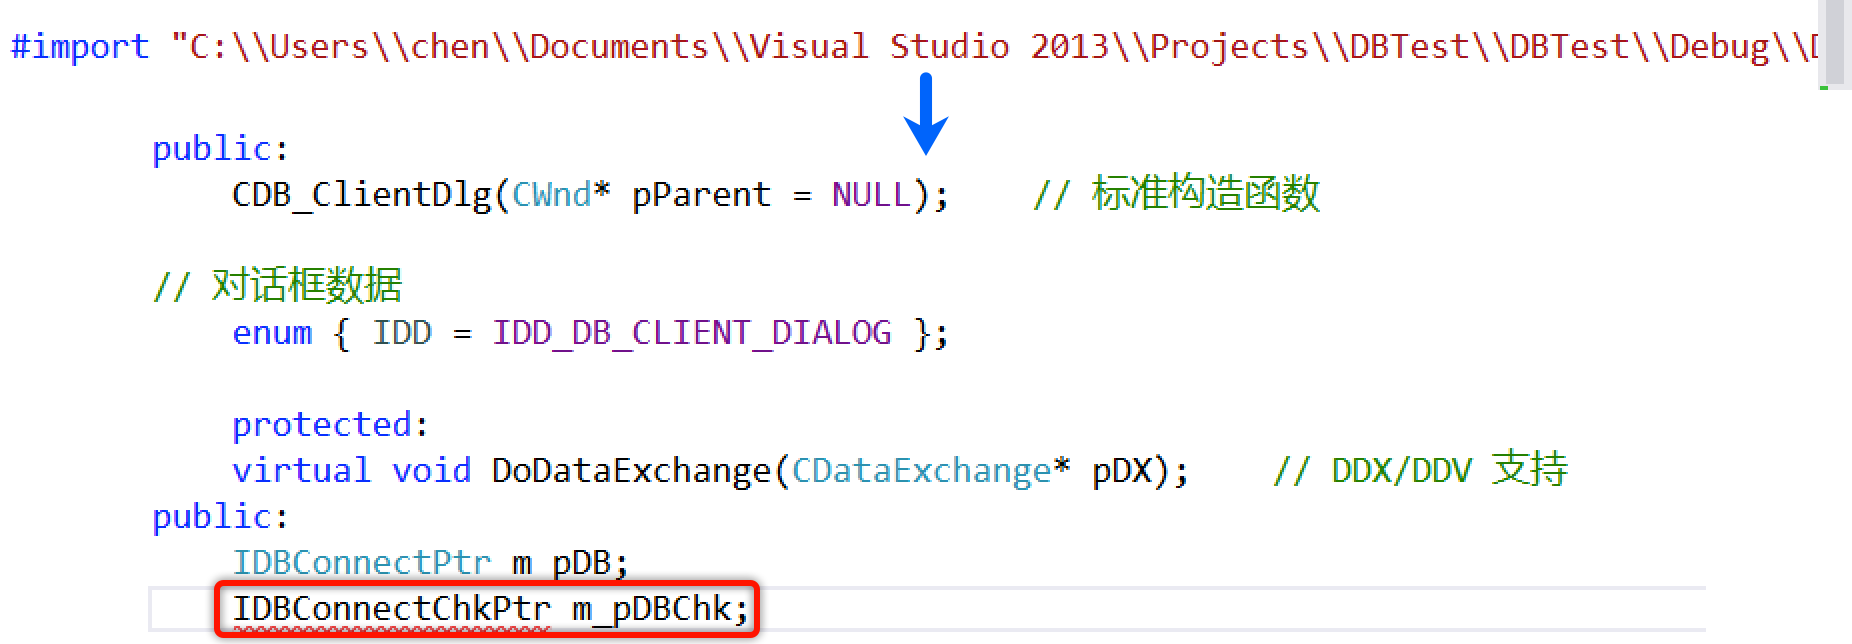 #import "C:\\Users\\chen\\Documents\\Visual Studio 2013\\Projects\\DBTest\\DBTest\\Debug\\D
public:
CDB_ClientDlg(CWnd* pParent = NULL);    // 标准构造函数
// 对话框数据
enum { IDD = IDD_DB_CLIENT_DIALOG };
protected:
virtual void DoDataExchange(CDataExchange* pDX);    // DDX/DDV 支持
public:
IDBConnectPtr m_pDB;
IDBConnectChkPtr m_pDBChk;